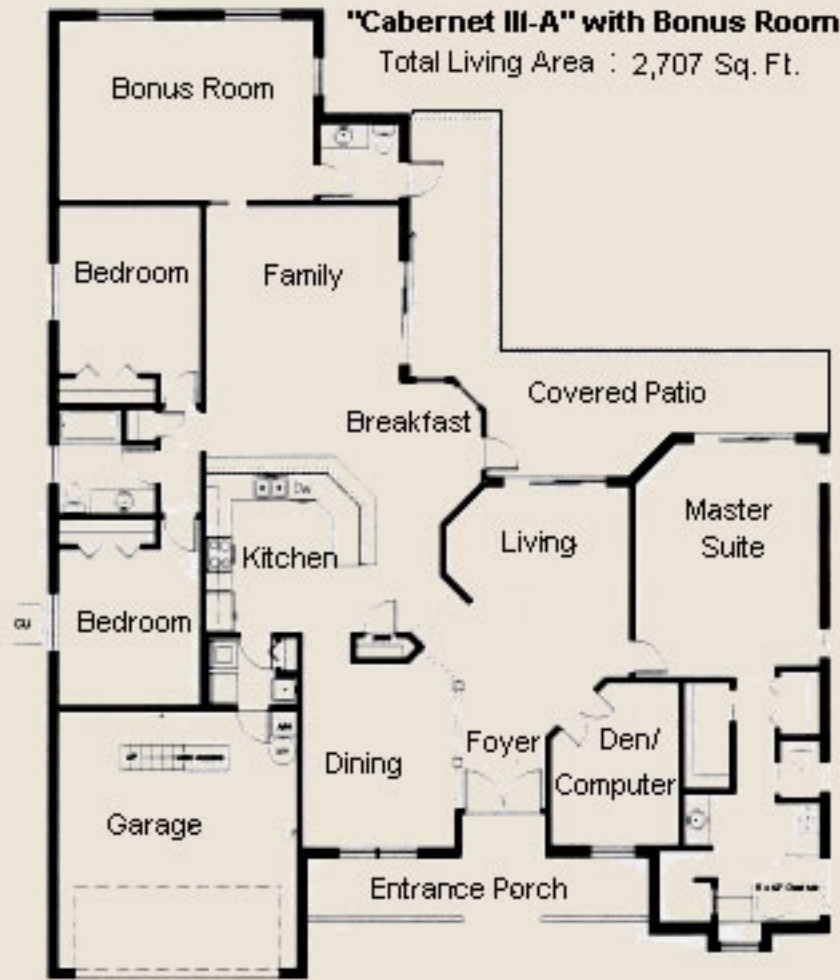 "Cabernet III-A" with Bonus Room
Total Living Area : 2,707 Sq. Ft.
Bonus Room
Bedroom
Family
Covered Patio
Breakfast
DW
Master
Suite
Living
Kitchen
Bedroom
Foyer
Den/
Computer
Dining
Garage
Entrance Porch